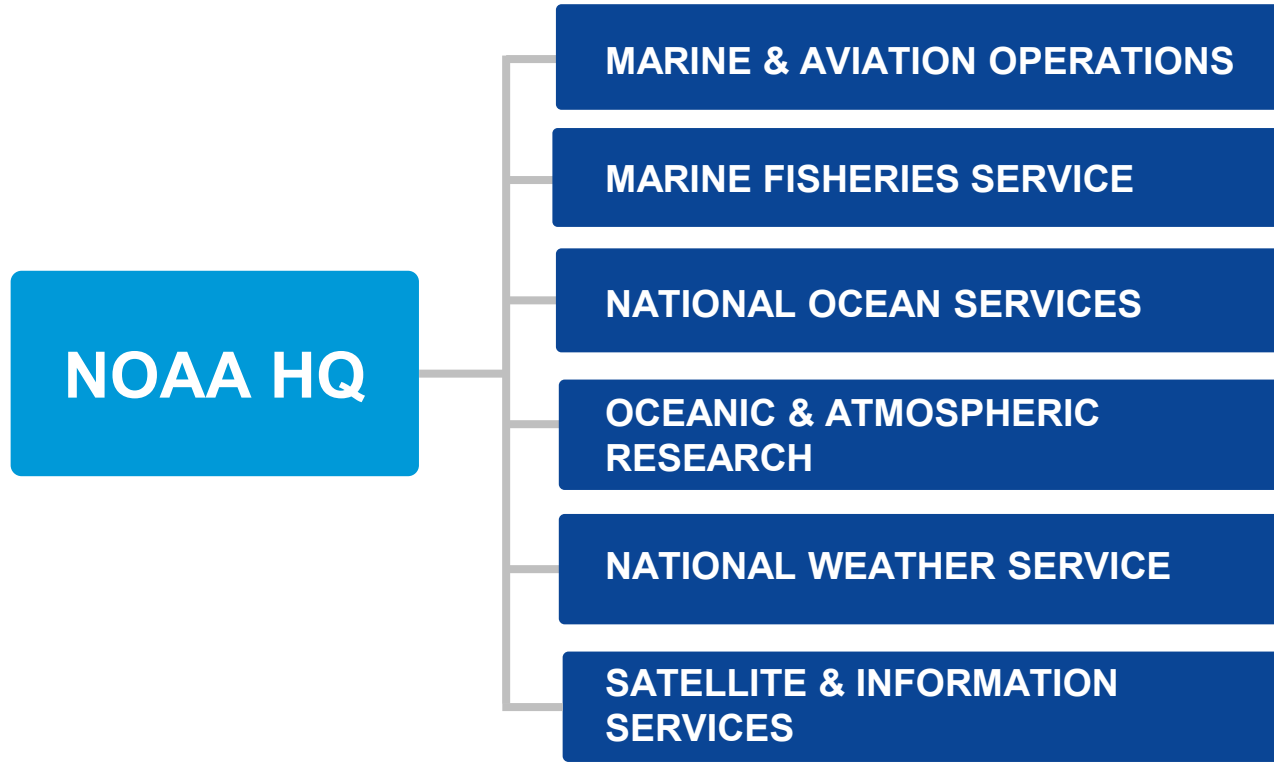 NOAA HQ
MARINE & AVIATION OPERATIONS
MARINE FISHERIES SERVICE
NATIONAL OCEAN SERVICES
OCEANIC & ATMOSPHERIC
RESEARCH
NATIONAL WEATHER SERVICE
SATELLITE & INFORMATION
SERVICES